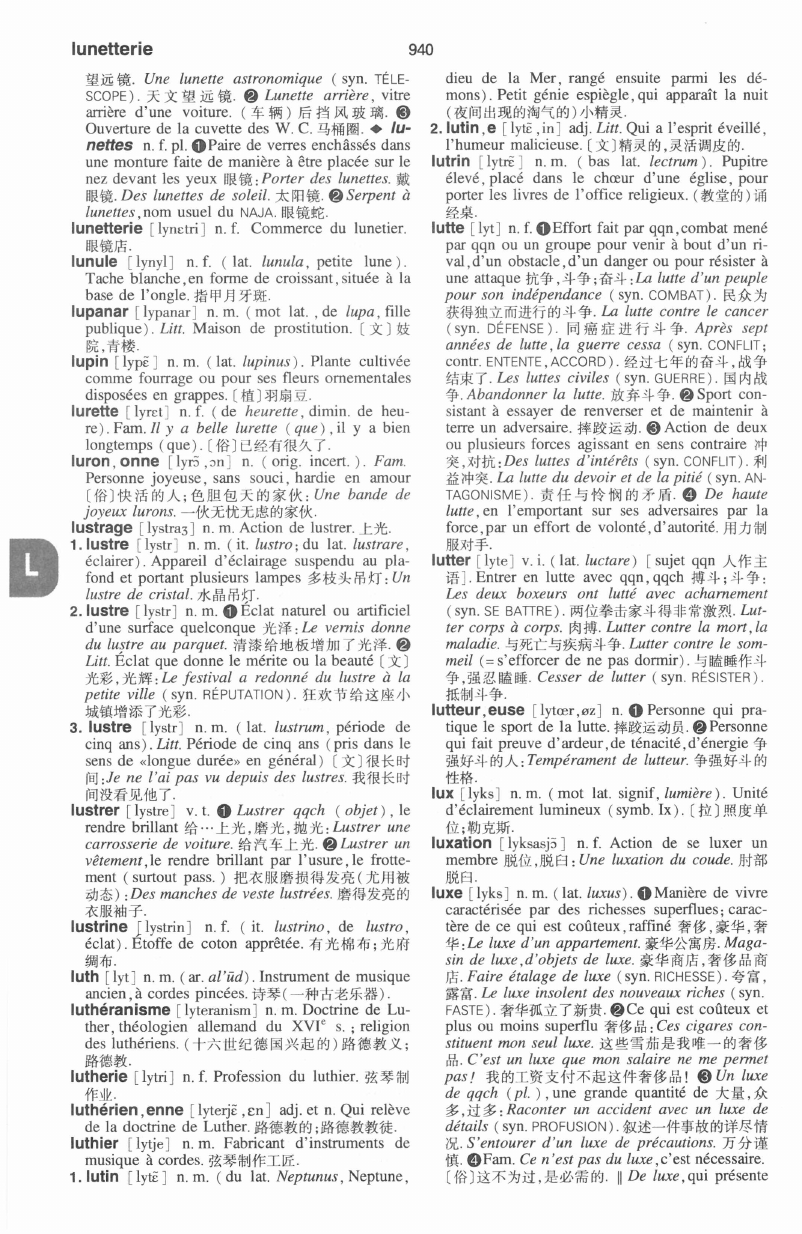 lunetterie
940
望远镜. Une lunette astronomique ( syn. TÉLE-
SCOPE). 天文望远镜. ❷ Lunette arrière, vitre
arrière d'une voiture. (车辆) 后挡风玻璃. ❸
Ouverture de la cuvette des W. C. 马桶圈. ◆ lu-
nettes n. f. pl. ❶Paire de verres enchâssés dans
une monture faite de manière à être placée sur le
nez devant les yeux 眼镜:Porter des lunettes. 戴
眼镜. Des lunettes de soleil. 太阳镜. ❷Serpent à
lunettes,nom usuel du NAJA. 眼镜蛇.
lunetterie [lynɛtri] n. f. Commerce du lunetier.
眼镜店.
lunule [lynyl] n. f. ( lat. lunula, petite lune ).
Tache blanche,en forme de croissant,située à la
base de l'ongle. 指甲月牙斑.
lupanar [lypanar] n. m. ( mot lat. , de lupa, fille
publique). Litt. Maison de prostitution. [文] 妓
院,青楼.
lupin [lypɛ̃] n. m. (lat. lupinus). Plante cultivée
comme fourrage ou pour ses fleurs ornementales
disposées en grappes. [植]羽扇豆.
lurette [lyrɛt] n. f. ( de heurette, dimin. de heu-
re). Fam. Il y a belle lurette ( que), il y a bien
longtemps (que). [俗]已经有很久了.
luron, onne [lyrɔ̃ ,ɔn] n. ( orig. incert. ). Fam.
Personne joyeuse, sans souci, hardie en amour
[俗]快活的人;色胆包天的家伙: Une bande de
joyeux lurons. 一伙无忧无虑的家伙.
lustrage [lystraʒ] n. m. Action de lustrer. 上光.
1. lustre [lystr] n. m. (it. lustro; du lat. lustrare,
éclairer). Appareil d'éclairage suspendu au pla-
fond et portant plusieurs lampes 多枝头吊灯:Un
lustre de cristal. 水晶吊灯.
2. lustre [lystr] n. m. ❶Éclat naturel ou artificiel
d'une surface quelconque 光泽:Le vernis donne
du lustre au parquet. 清漆给地板增加了光泽. ❷
Litt. Éclat que donne le mérite ou la beauté [文]
光彩,光辉: Le festival a redonné du lustre à la
petite ville ( syn. RÉPUTATION). 狂欢节给这座小
城镇增添了光彩.
3. lustre [lystr] n. m. ( lat. lustrum, période de
cinq ans). Litt. Période de cinq ans (pris dans le
sens de «longue durée» en général) [文]很长时
间:Je ne l'ai pas vu depuis des lustres. 我很长时
间没看见他了.
lustrer [lystre] v. t. ❶ Lustrer qqch ( objet), le
rendre brillant 给…上光,磨光,抛光: Lustrer une
carrosserie de voiture. 给汽车上光. ❷Lustrer un
vêtement,le rendre brillant par l'usure,le frotte-
ment ( surtout pass. ) 把衣服磨损得发亮(尤用被
动态):Des manches de veste lustrées. 磨得发亮的
衣服袖子.
lustrine [lystrin] n. f. ( it. lustrino, de lustro,
éclat). Étoffe de coton apprêtée. 有光棉布;光府
绸布.
luth [lyt] n. m. (ar. al'ūd). Instrument de musique
ancien,à cordes pincées. 诗琴(一种古老乐器).
luthéranisme [lyteranism] n. m. Doctrine de Lu-
ther, théologien allemand du XVIe s. ; religion
des luthériens. (十六世纪德国兴起的)路德教义;
路德教.
lutherie [lytri] n. f. Profession du luthier. 弦琴制
作业.
luthérien,enne [lyterjɛ̃ ,ɛn] adj. et n. Qui relève
de la doctrine de Luther. 路德教的;路德教教徒.
luthier [lytje] n. m. Fabricant d'instruments de
musique à cordes. 弦琴制作工匠.
1. lutin [lytɛ̃] n. m. ( du lat. Neptunus, Neptune,
L
dieu de la Mer, rangé ensuite parmi les dé-
mons). Petit génie espiègle,qui apparaît la nuit
(夜间出现的淘气的)小精灵.
2. lutin,e [lytɛ̃ ,in] adj. Litt. Qui a l'esprit éveillé,
l'humeur malicieuse. [文]精灵的,灵活调皮的.
lutrin [lytrɛ̃] n. m. ( bas lat. lectrum). Pupitre
élevé, placé dans le chœur d'une église, pour
porter les livres de l'office religieux. (教堂的)诵
经桌.
lutte [lyt] n. f. ❶Effort fait par qqn,combat mené
par qqn ou un groupe pour venir à bout d'un ri-
val,d'un obstacle,d'un danger ou pour résister à
une attaque 抗争,斗争;奋斗:La lutte d'un peuple
pour son indépendance ( syn. COMBAT). 民众为
获得独立而进行的斗争. La lutte contre le cancer
( syn. DÉFENSE). 同癌症进行斗争. Après sept
années de lutte,la guerre cessa ( syn. CONFLIT;
contr. ENTENTE, ACCORD). 经过七年的奋斗,战争
结束了. Les luttes civiles ( syn. GUERRE). 国内战
争. Abandonner la lutte. 放弃斗争. ❷Sport con-
sistant à essayer de renverser et de maintenir à
terre un adversaire. 摔跤运动. ❸Action de deux
ou plusieurs forces agissant en sens contraire 冲
突,对抗:Des luttes d'intérêts ( syn. CONFLIT). 利
益冲突. La lutte du devoir et de la pitié ( syn. AN-
TAGONISME). 责任与怜悯的矛盾. ❹ De haute
lutte, en l'emportant sur ses adversaires par la
force,par un effort de volonté,d'autorité. 用力制
服对手.
lutter [lyte] v. i. ( lat. luctare) [sujet qqn 人作主
语]. Entrer en lutte avec qqn,qqch 搏斗;斗争:
Les deux boxeurs ont lutté avec acharnement
( syn. SE BATTRE). 两位拳击家斗得非常激烈. Lut-
ter corps à corps. 肉搏. Lutter contre la mort,la
maladie. 与死亡与疾病斗争. Lutter contre le som-
meil (= s'efforcer de ne pas dormir). 与瞌睡作斗
争,强忍瞌睡. Cesser de lutter ( syn. RÉSISTER).
抵制斗争.
lutteur,euse [lytœr,øz] n. ❶Personne qui pra-
tique le sport de la lutte. 摔跤运动员. ❷Personne
qui fait preuve d'ardeur,de ténacité,d'énergie 争
强好斗的人: Tempérament de lutteur. 争强好斗的
性格.
lux [lyks] n. m. ( mot lat. signif, lumière). Unité
d'éclairement lumineux (symb. lx). [拉]照度单
位;勒克斯.
luxation [lyksasjɔ̃] n. f. Action de se luxer un
membre 脱位,脱臼: Une luxation du coude. 肘部
脱臼.
luxe [lyks] n. m. ( lat. luxus). ❶Manière de vivre
caractérisée par des richesses superflues; carac-
tère de ce qui est coûteux,raffiné 奢侈,豪华,奢
华:Le luxe d'un appartement. 豪华公寓房. Maga-
sin de luxe,d'objets de luxe. 豪华商店,奢侈品商
店. Faire étalage de luxe ( syn. RICHESSE). 夸富,
露富. Le luxe insolent des nouveaux riches ( syn.
FASTE). 奢华孤立了新贵. ❷Ce qui est coûteux et
plus ou moins superflu 奢侈品: Ces cigares con-
stituent mon seul luxe. 这些雪茄是我唯一的奢侈
品. C'est un luxe que mon salaire ne me permet
pas! 我的工资支付不起这件奢侈品! ❸Un luxe
de qqch ( pl. ), une grande quantité de 大量,众
多,过多: Raconter un accident avec un luxe de
détails ( syn. PROFUSION). 叙述一件事故的详尽情
况. S'entourer d'un luxe de précautions. 万分谨
慎. ❹Fam. Ce n'est pas du luxe,c'est nécessaire.
[俗]这不为过,是必需的. ‖ De luxe,qui présente